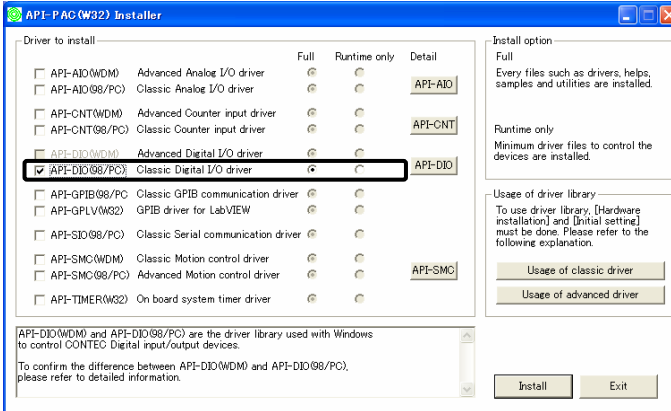 API-PAC(W32) Installer
Driver to install
Full Runtime only Detail
API-AIO(WDM) Advanced Analog I/O driver
API-AIO(98/PC) Classic Analog I/O driver
API-AIO
API-CNT(WDM) Advanced Counter input driver
API-CNT(98/PC) Classic Counter input driver
API-CNT
API-DIO(WDM) Advanced Digital I/O driver
API-DIO(98/PC) Classic Digital I/O driver
API-DIO
API-GPIB(98/PC Classic GPIB communication driver
API-GPLV(W32) GPIB driver for LabVIEW
API-SIO(98/PC) Classic Serial communication driver
API-SMC(WDM) Classic Motion control driver
API-SMC(98/PC) Advanced Motion control driver
API-SMC
API-TIMER(W32) On board system timer driver
Install option
Full
Every files such as drivers, helps,
samples and utilities are installed.
Runtime only
Minimum driver files to control the
devices are installed.
Usage of driver library
To use driver library, [Hardware
installation] and [Initial setting]
must be done. Please refer to the
following explanation.
Usage of classic driver
Usage of advanced driver
API-DIO(WDM) and API-DIO(98/PC) are the driver library used with Windows
to control CONTEC Digital input/output devices.
To confirm the difference between API-DIO(WDM) and API-DIO(98/PC),
please refer to detailed information.
Install Exit